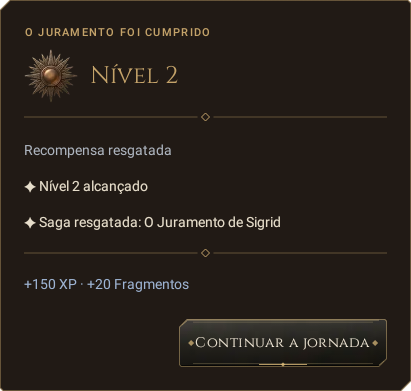 O JURAMENTO FOI CUMPRIDO
NÍVEL 2
Recompensa resgatada
✦ Nível 2 alcançado
✦ Saga resgatada: O Juramento de Sigrid
+150 XP · +20 Fragmentos
CONTINUAR A JORNADA